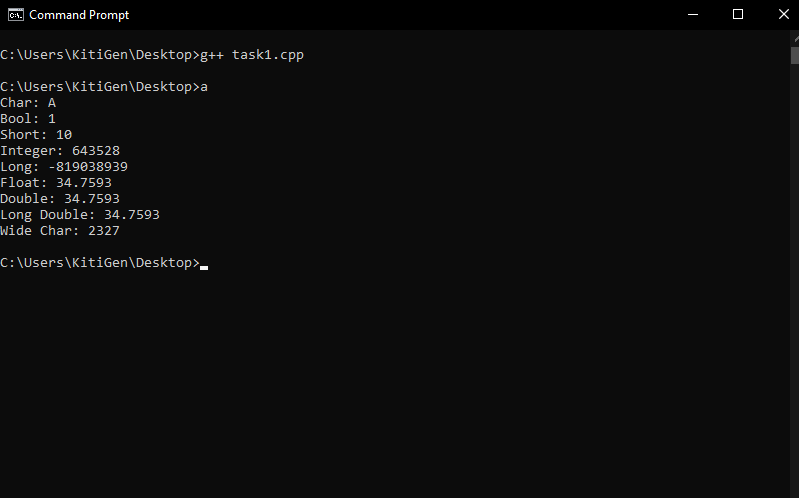 Command Prompt
C:\Users\KitiGen\Desktop>g++ task1.cpp
C:\Users\KitiGen\Desktop>a
Char: A
Bool: 1
Short: 10
Integer: 643528
Long: -819038939
Float: 34.7593
Double: 34.7593
Long Double: 34.7593
Wide Char: 2327
C:\Users\KitiGen\Desktop>